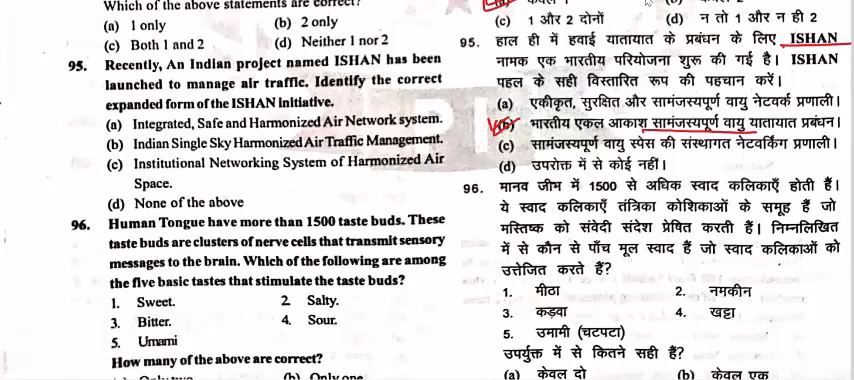 Which of the above statements are correct?
(a) 1 only
(b) 2 only
(c) Both 1 and 2
(d) Neither 1 nor 2
95. Recently, An Indian project named ISHAN has been
launched to manage air traffic. Identify the correct
expanded form of the ISHAN initiative.
(a) Integrated, Safe and Harmonized Air Network system.
(b) Indian Single Sky Harmonized Air Traffic Management.
(c) Institutional Networking System of Harmonized Air
Space.
(d) None of the above
96. Human Tongue have more than 1500 taste buds. These
taste buds are clusters of nerve cells that transmit sensory
messages to the brain. Which of the following are among
the five basic tastes that stimulate the taste buds?
1. Sweet.
2. Salty.
3. Bitter.
4. Sour.
5. Umami
How many of the above are correct?
(b) Only one
(c) 1 और 2 दोनों
(d) न तो 1 और न ही 2
95. हाल ही में हवाई यातायात के प्रबंधन के लिए ISHAN
नामक एक भारतीय परियोजना शुरू की गई है। ISHAN
पहल के सही विस्तारित रूप की पहचान करें।
(a) एकीकृत, सुरक्षित और सामंजस्यपूर्ण वायु नेटवर्क प्रणाली।
(b) भारतीय एकल आकाश सामंजस्यपूर्ण वायु यातायात प्रबंधन।
(c) सामंजस्यपूर्ण वायु स्पेस की संस्थागत नेटवर्किंग प्रणाली।
(d) उपरोक्त में से कोई नहीं।
96. मानव जीभ में 1500 से अधिक स्वाद कलिकाएँ होती हैं।
ये स्वाद कलिकाएँ तंत्रिका कोशिकाओं के समूह हैं जो
मस्तिष्क को संवेदी संदेश प्रेषित करती हैं। निम्नलिखित
में से कौन से पाँच मूल स्वाद हैं जो स्वाद कलिकाओं को
उत्तेजित करते हैं?
1. मीठा
2. नमकीन
3. कड़वा
4. खट्टा
5. उमामी (चटपटा)
उपर्युक्त में से कितने सही हैं?
(a) केवल दो
(b) केवल एक